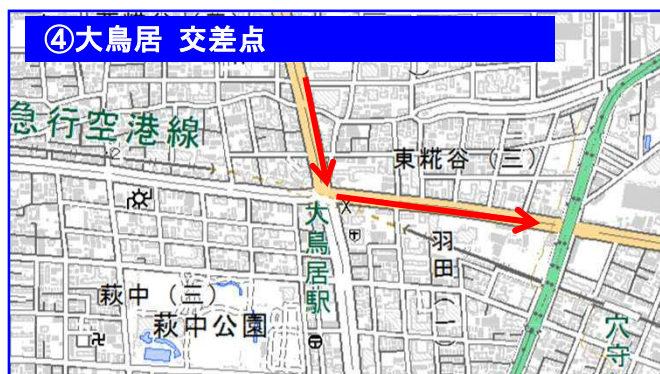 ④大鳥居 交差点
急行空港線
東糀谷（三）
大鳥居駅
羽田（一）
萩中（三）
萩中公園
穴守